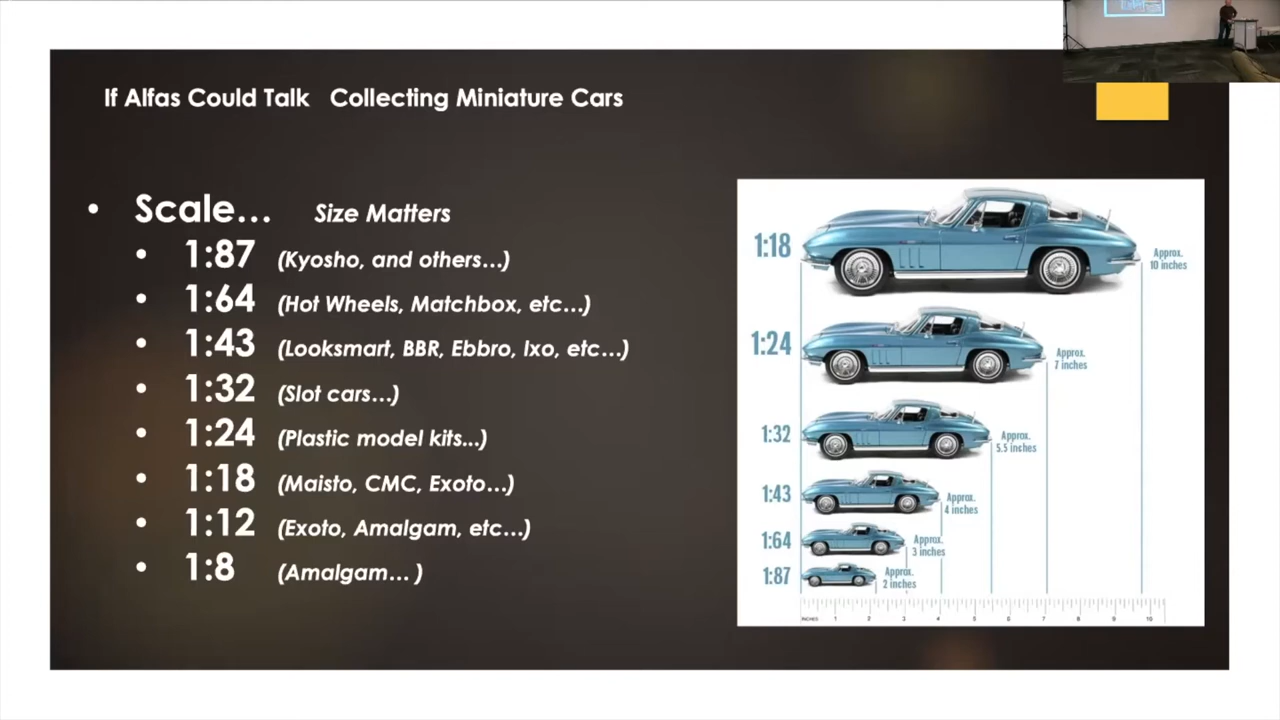 If Alfas Could Talk   Collecting Miniature Cars
• Scale… Size Matters
• 1:87 (Kyosho, and others…)
• 1:64 (Hot Wheels, Matchbox, etc…)
• 1:43 (Looksmart, BBR, Ebbro, Ixo, etc…)
• 1:32 (Slot cars…)
• 1:24 (Plastic model kits...)
• 1:18 (Maisto, CMC, Exoto…)
• 1:12 (Exoto, Amalgam, etc…)
• 1:8 (Amalgam… )
1:18
Approx.
10 inches
1:24
Approx.
7 inches
1:32
Approx.
5.5 inches
1:43
Approx.
4 inches
1:64
Approx.
3 inches
1:87
Approx.
2 inches
INCHES 1 2 3 4 5 6 7 8 9 10